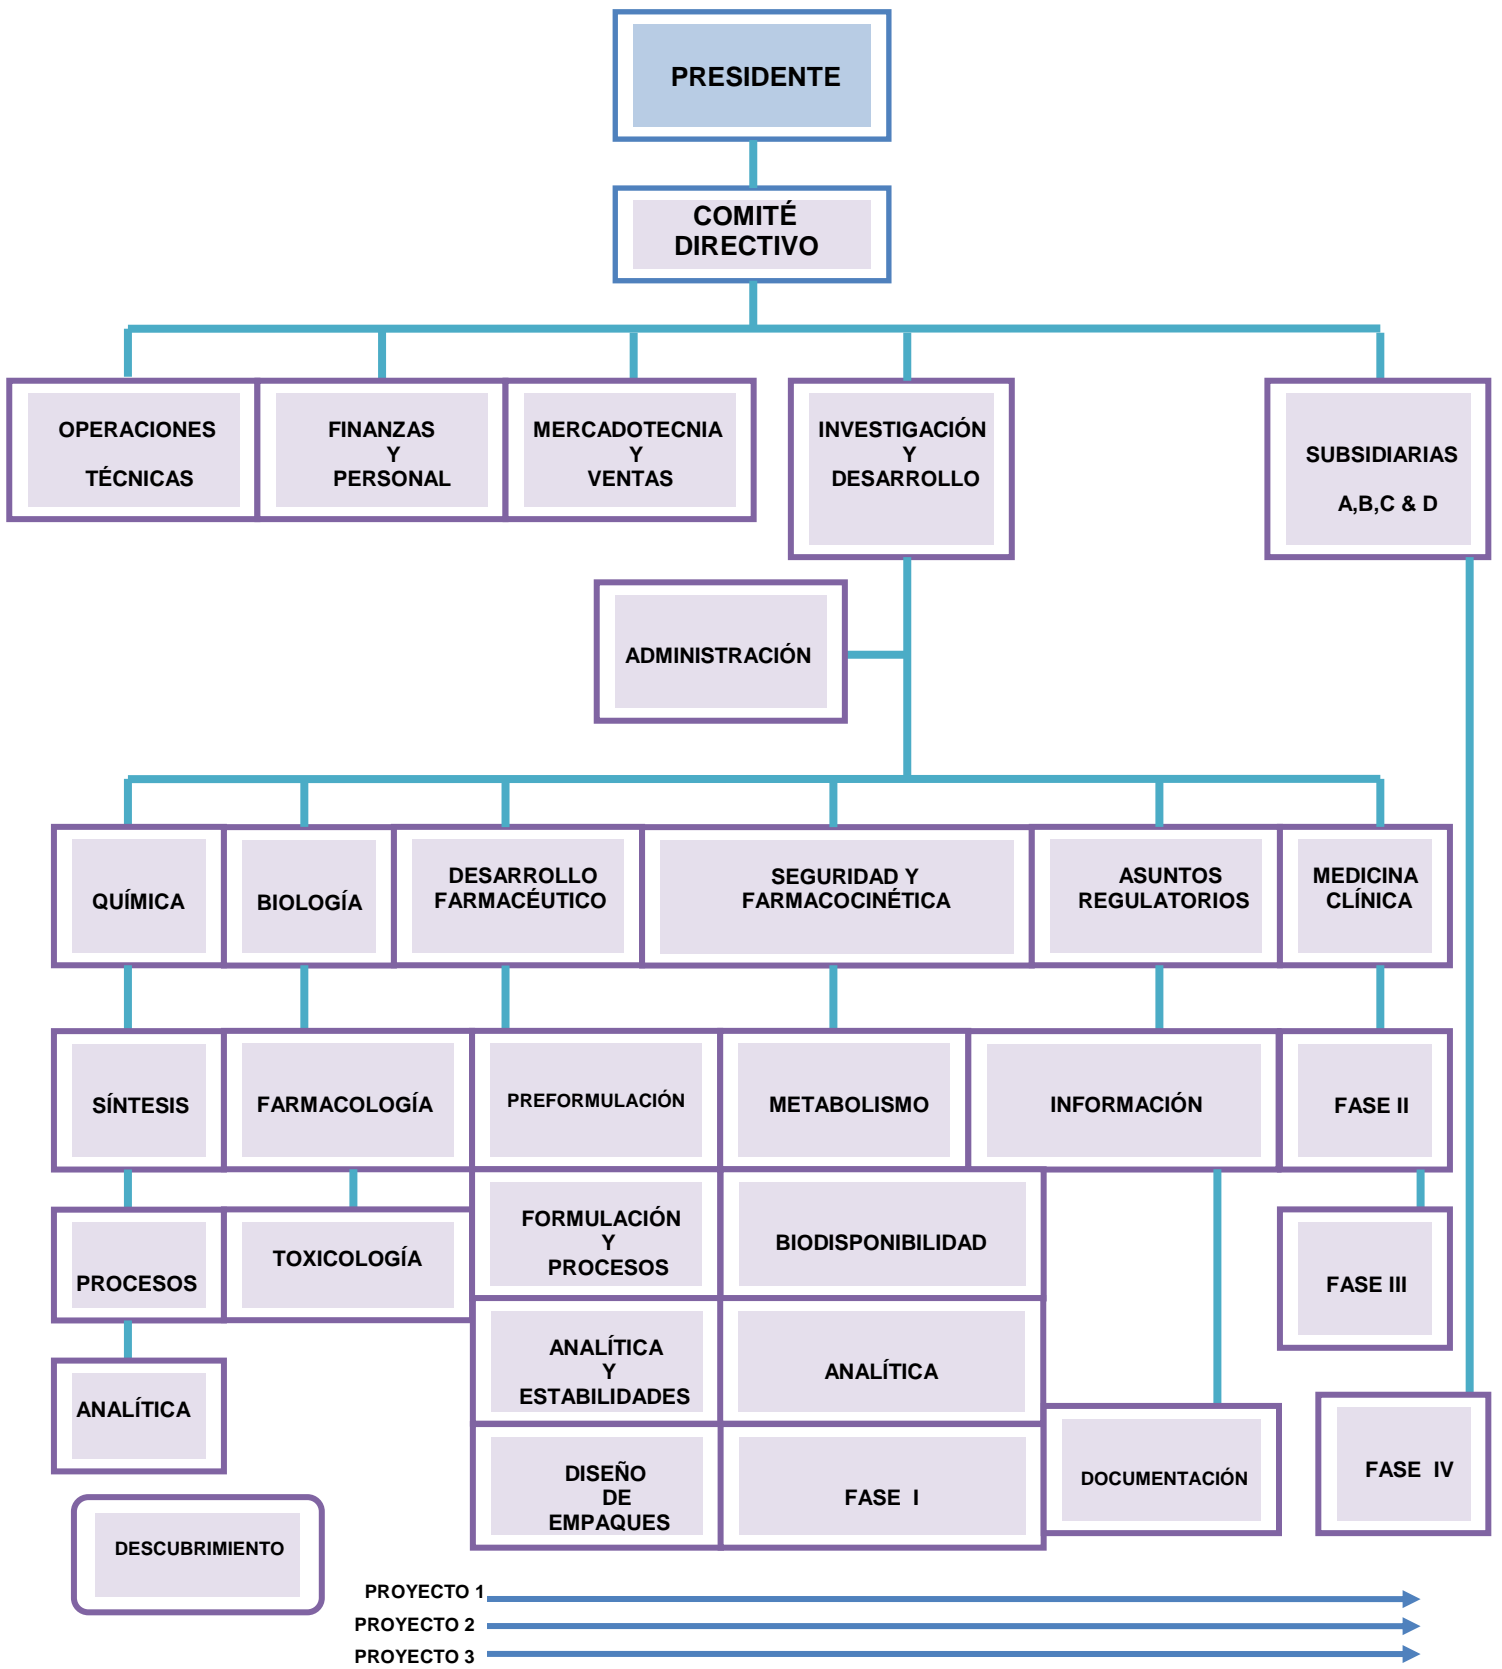 PRESIDENTE
COMITÉ
DIRECTIVO
OPERACIONES
TÉCNICAS
FINANZAS
Y
PERSONAL
MERCADOTECNIA
Y
VENTAS
INVESTIGACIÓN
Y
DESARROLLO
SUBSIDIARIAS
A,B,C & D
ADMINISTRACIÓN
QUÍMICA
BIOLOGÍA
DESARROLLO
FARMACÉUTICO
SEGURIDAD Y
FARMACOCINÉTICA
ASUNTOS
REGULATORIOS
MEDICINA
CLÍNICA
SÍNTESIS
FARMACOLOGÍA
PREFORMULACIÓN
METABOLISMO
INFORMACIÓN
FASE II
PROCESOS
TOXICOLOGÍA
FORMULACIÓN
Y
PROCESOS
BIODISPONIBILIDAD
FASE III
ANALÍTICA
ANALÍTICA
Y
ESTABILIDADES
ANALÍTICA
DISEÑO
DE
EMPAQUES
FASE I
DOCUMENTACIÓN
FASE IV
DESCUBRIMIENTO
PROYECTO 1
PROYECTO 2
PROYECTO 3